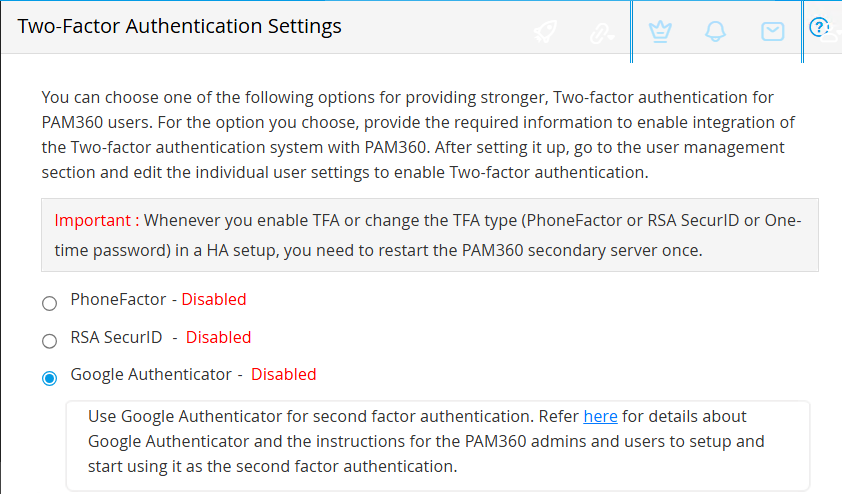 Two-Factor Authentication Settings
?
You can choose one of the following options for providing stronger, Two-factor authentication for
PAM360 users. For the option you choose, provide the required information to enable integration of
the Two-factor authentication system with PAM360. After setting it up, go to the user management
section and edit the individual user settings to enable Two-factor authentication.
Important : Whenever you enable TFA or change the TFA type (PhoneFactor or RSA SecurID or One-
time password) in a HA setup, you need to restart the PAM360 secondary server once.
PhoneFactor - Disabled
RSA SecurID - Disabled
Google Authenticator - Disabled
Use Google Authenticator for second factor authentication. Refer here for details about
Google Authenticator and the instructions for the PAM360 admins and users to setup and
start using it as the second factor authentication.